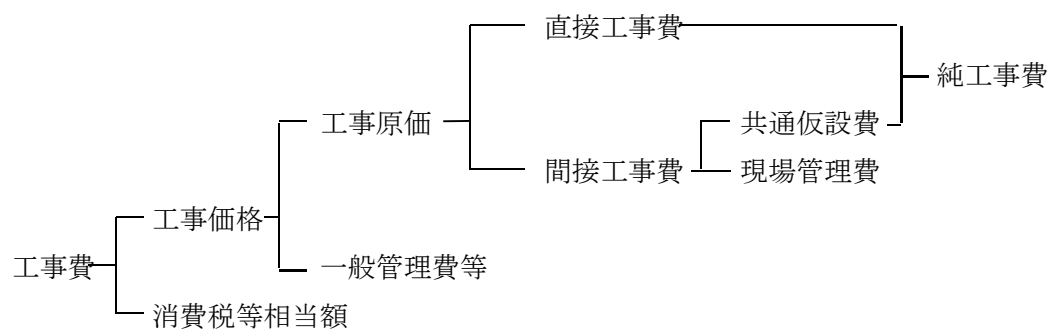 直接工事費
純工事費
工事原価
共通仮設費
間接工事費
現場管理費
工事価格
工事費
一般管理費等
消費税等相当額